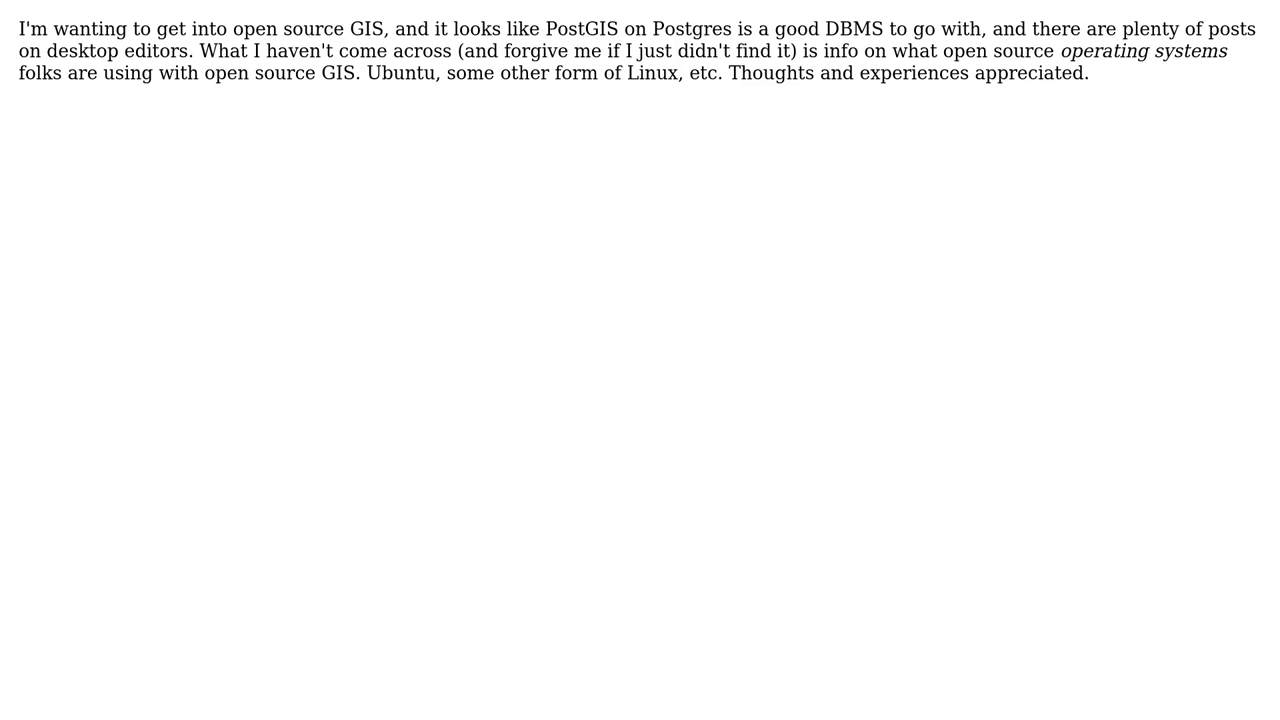 I'm wanting to get into open source GIS, and it looks like PostGIS on Postgres is a good DBMS to go with, and there are plenty of posts
on desktop editors. What I haven't come across (and forgive me if I just didn't find it) is info on what open source operating systems
folks are using with open source GIS. Ubuntu, some other form of Linux, etc. Thoughts and experiences appreciated.